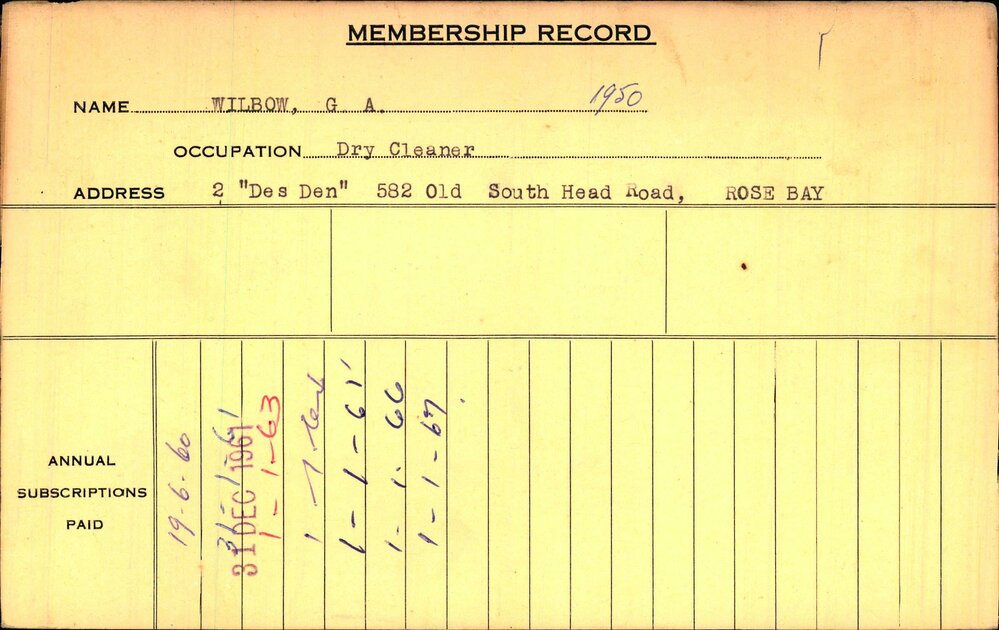 MEMBERSHIP RECORD
NAME WILBOW, G A. 1950
OCCUPATION Dry Cleaner
ADDRESS 2 "Des Den" 582 Old South Head Road, ROSE BAY
ANNUAL
SUBSCRIPTIONS
PAID
19-6-60
31-1-61
31 DEC 1961
1-1-63
1-1-66
1-1-67